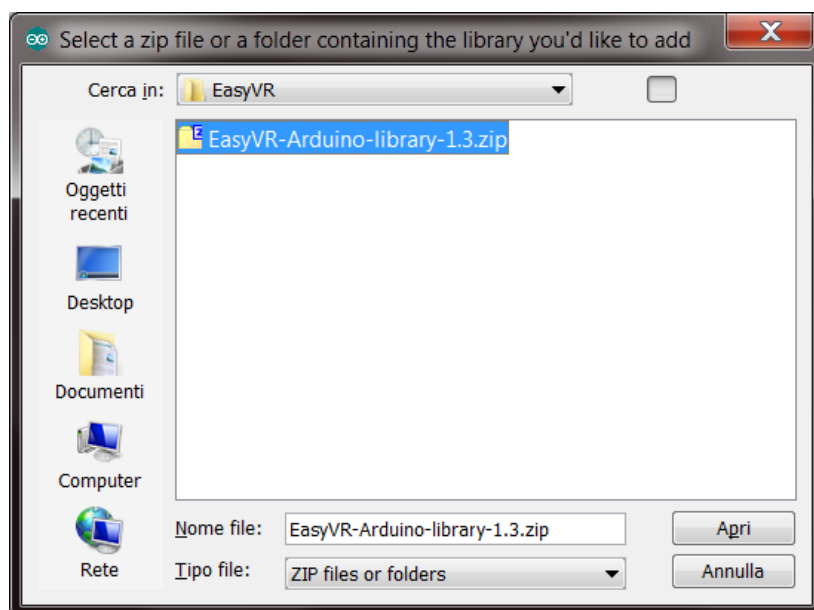 Select a zip file or a folder containing the library you'd like to add
X
Cerca in:
EasyVR
EasyVR-Arduino-library-1.3.zip
Oggetti
recenti
Desktop
Documenti
Computer
Rete
Nome file:
EasyVR-Arduino-library-1.3.zip
Apri
Tipo file:
ZIP files or folders
Annulla